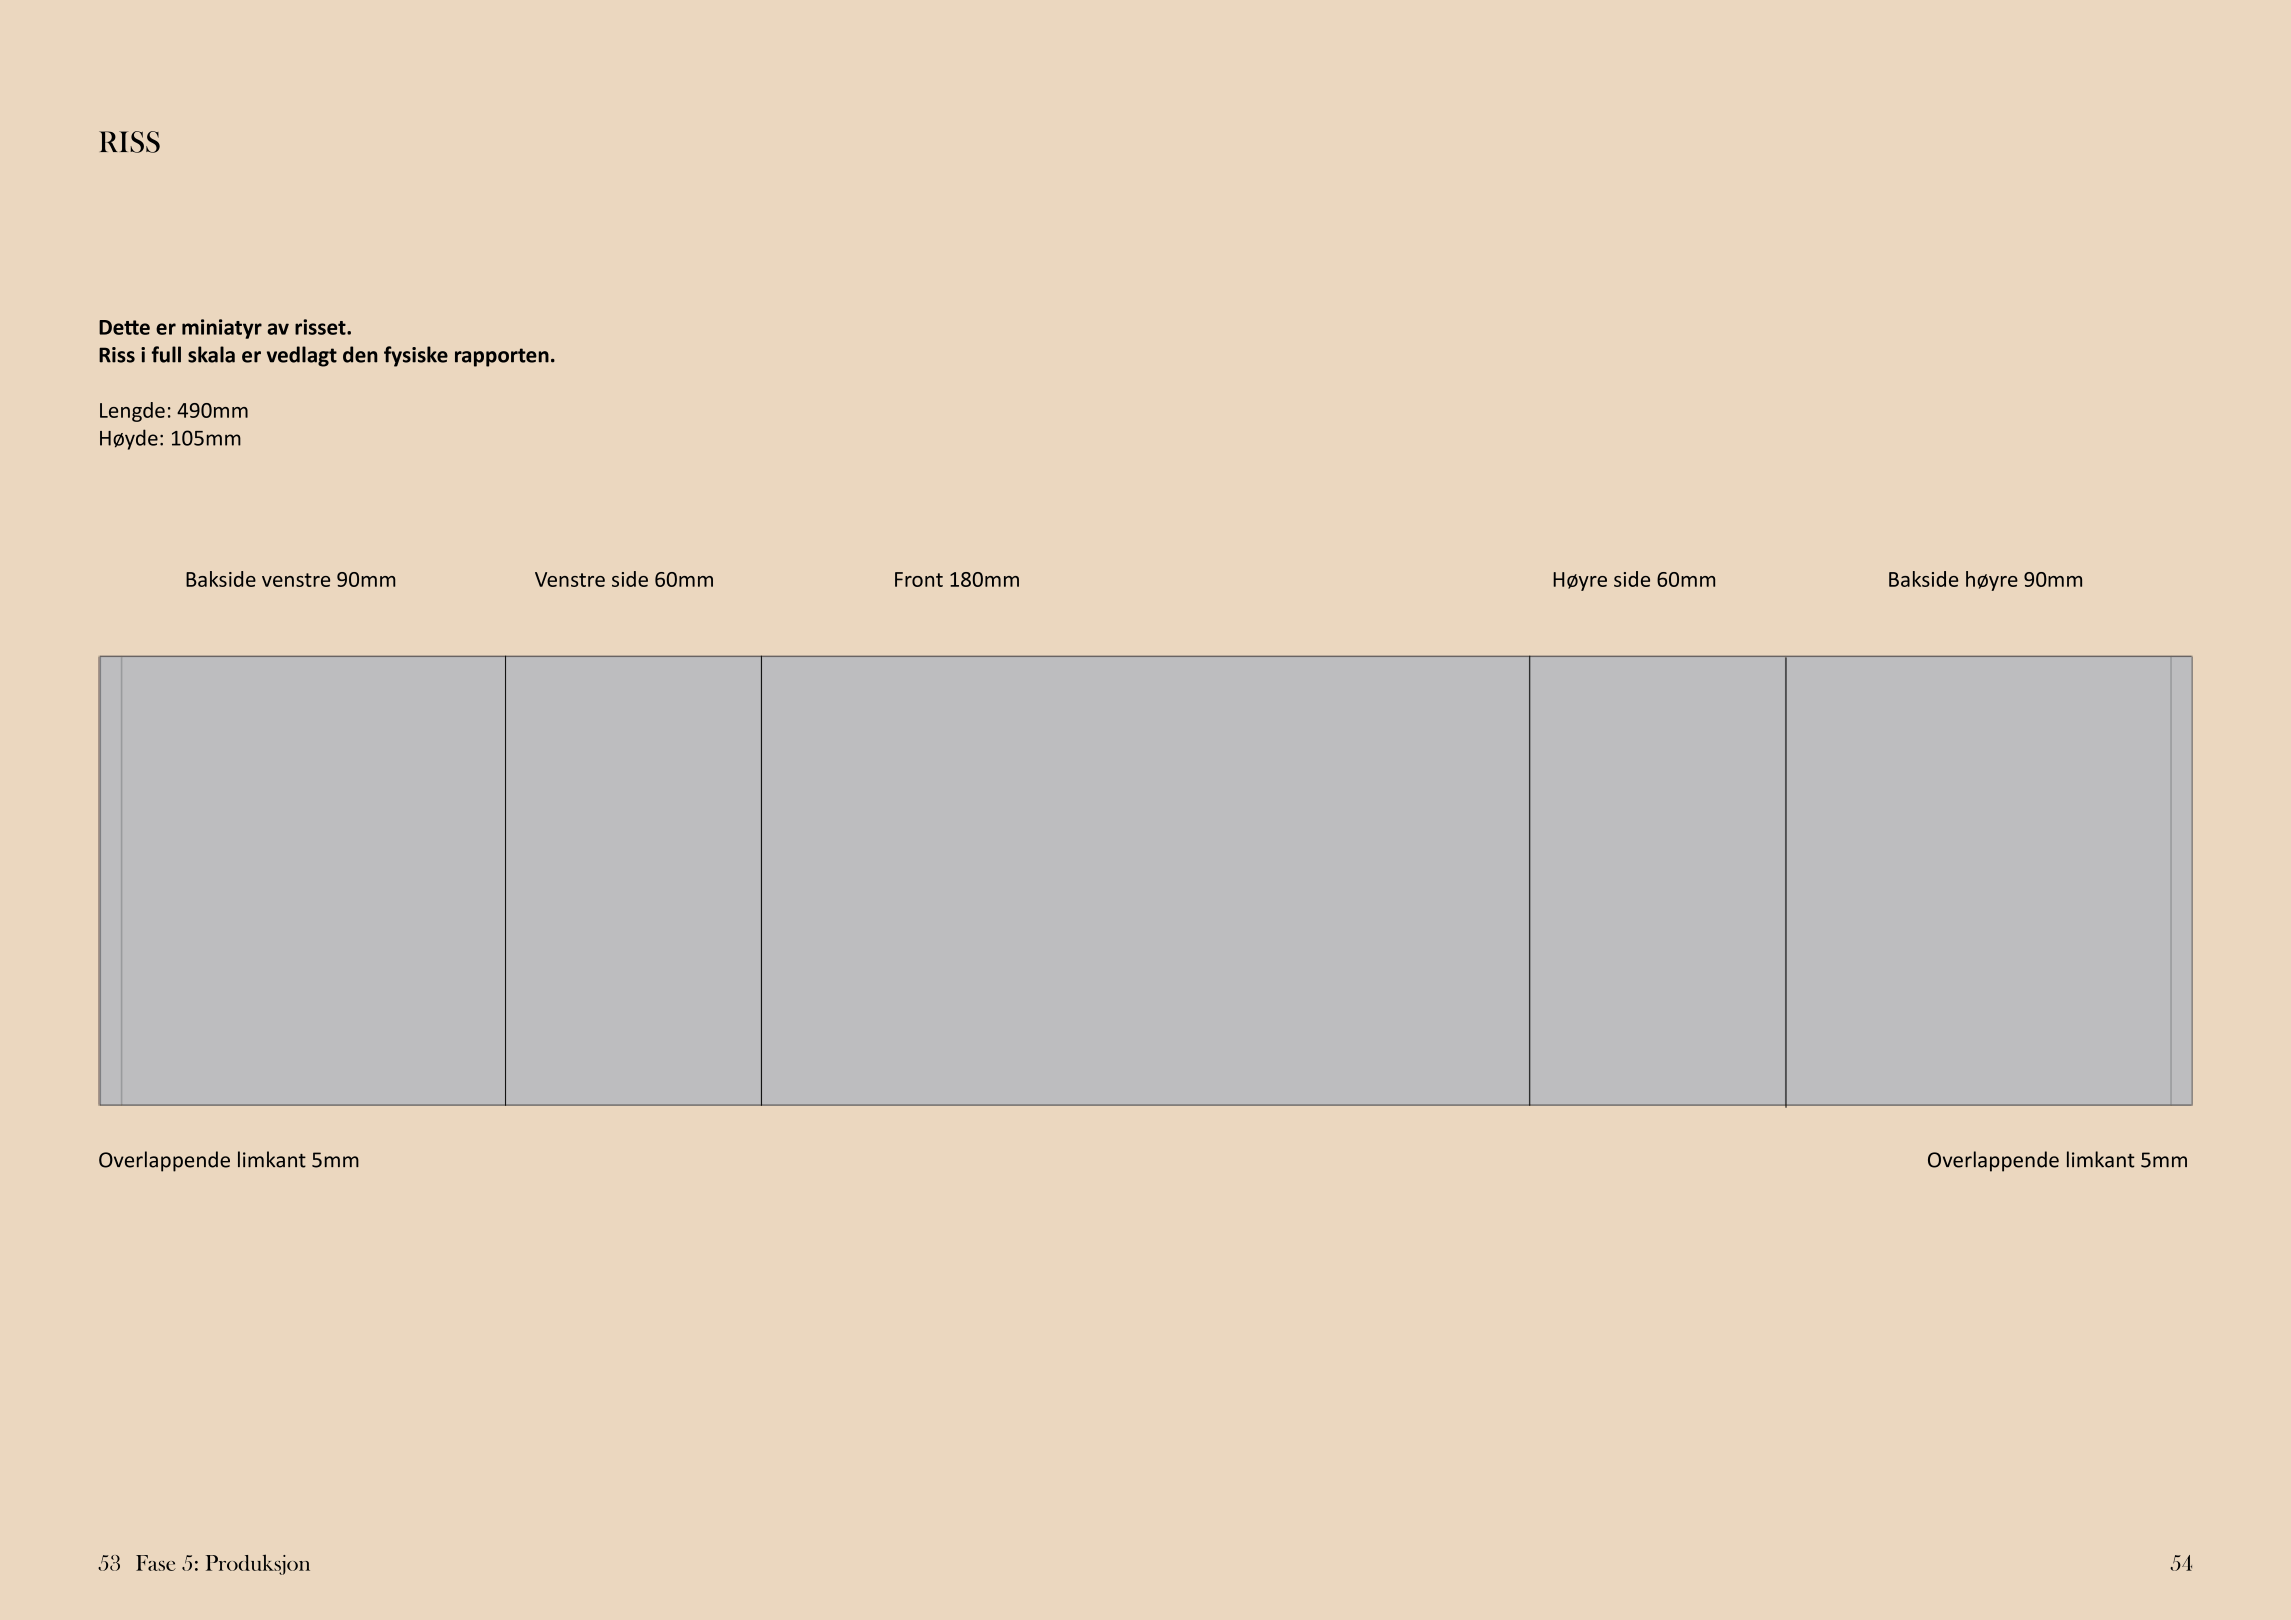 RISS
Dette er miniatyr av risset.
Riss i full skala er vedlagt den fysiske rapporten.
Lengde: 490mm
Høyde: 105mm
Bakside venstre 90mm
Venstre side 60mm
Front 180mm
Høyre side 60mm
Bakside høyre 90mm
Overlappende limkant 5mm
Overlappende limkant 5mm
53 Fase 5: Produksjon
54